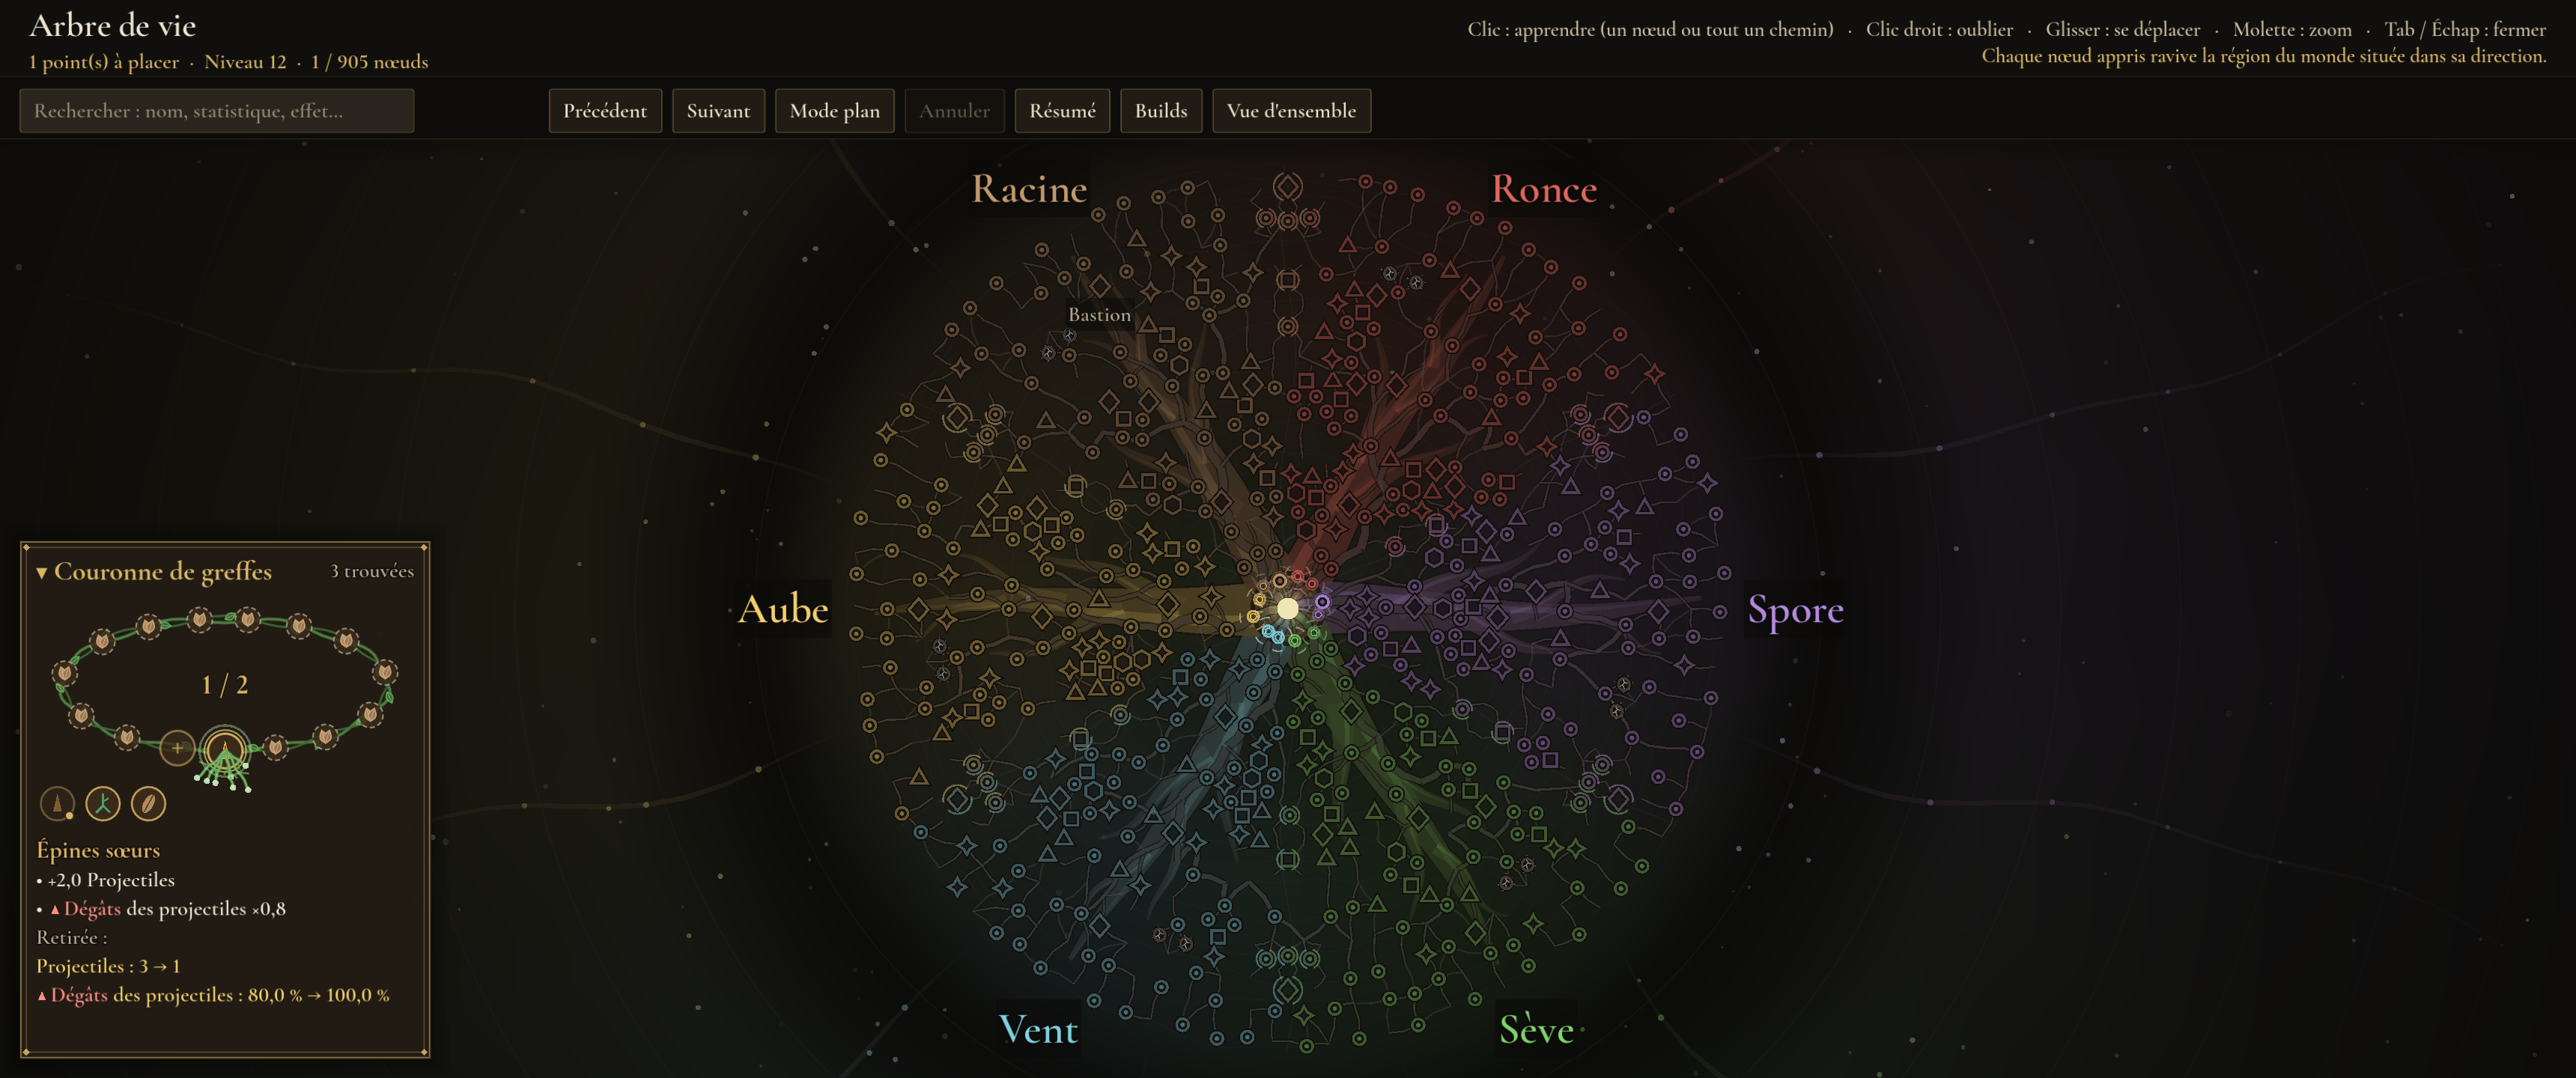 Arbre de vie
1 point(s) à placer · Niveau 12 · 1 / 905 nœuds
Clic : apprendre (un nœud ou tout un chemin) · Clic droit : oublier · Glisser : se déplacer · Molette : zoom · Tab / Échap : fermer
Chaque nœud appris ravive la région du monde située dans sa direction.
Rechercher : nom, statistique, effet...
Précédent
Suivant
Mode plan
Annuler
Résumé
Builds
Vue d'ensemble
Racine
Ronce
Bastion
Aube
Spore
Vent
Sève
▼ Couronne de greffes
3 trouvées
1 / 2
+
Épines sœurs
• +2,0 Projectiles
• ▲Dégâts des projectiles ×0,8
Retirée :
Projectiles : 3 → 1
▲Dégâts des projectiles : 80,0 % → 100,0 %